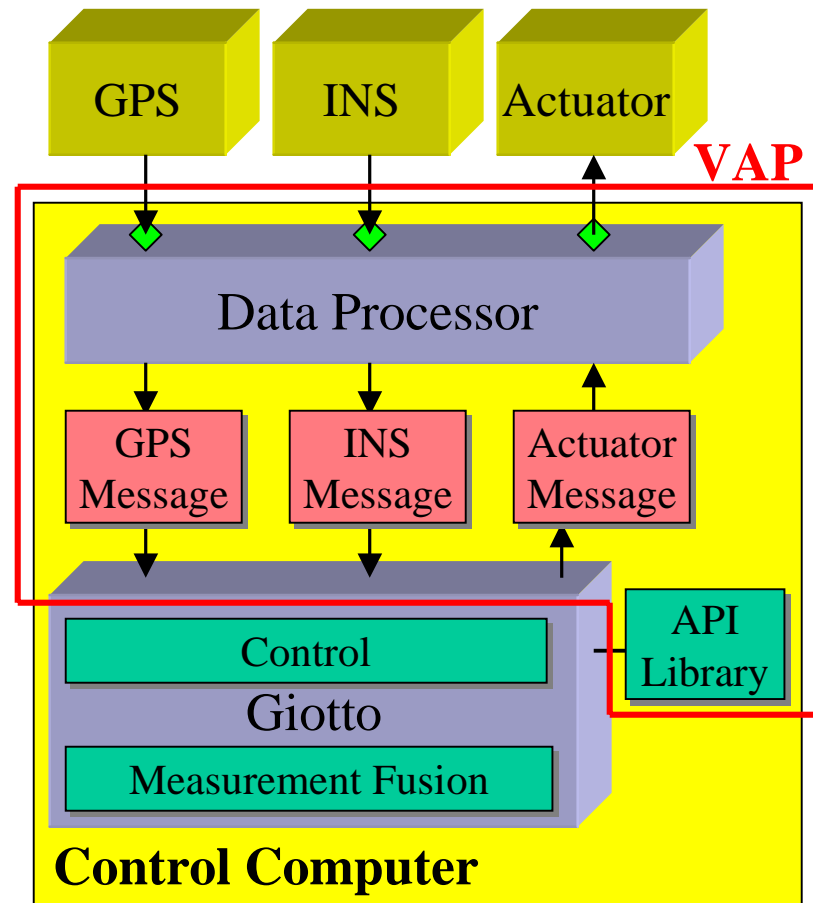 GPS
INS
Actuator
VAP
Data Processor
GPS
Message
INS
Message
Actuator
Message
API
Library
Control
Giotto
Measurement Fusion
Control Computer